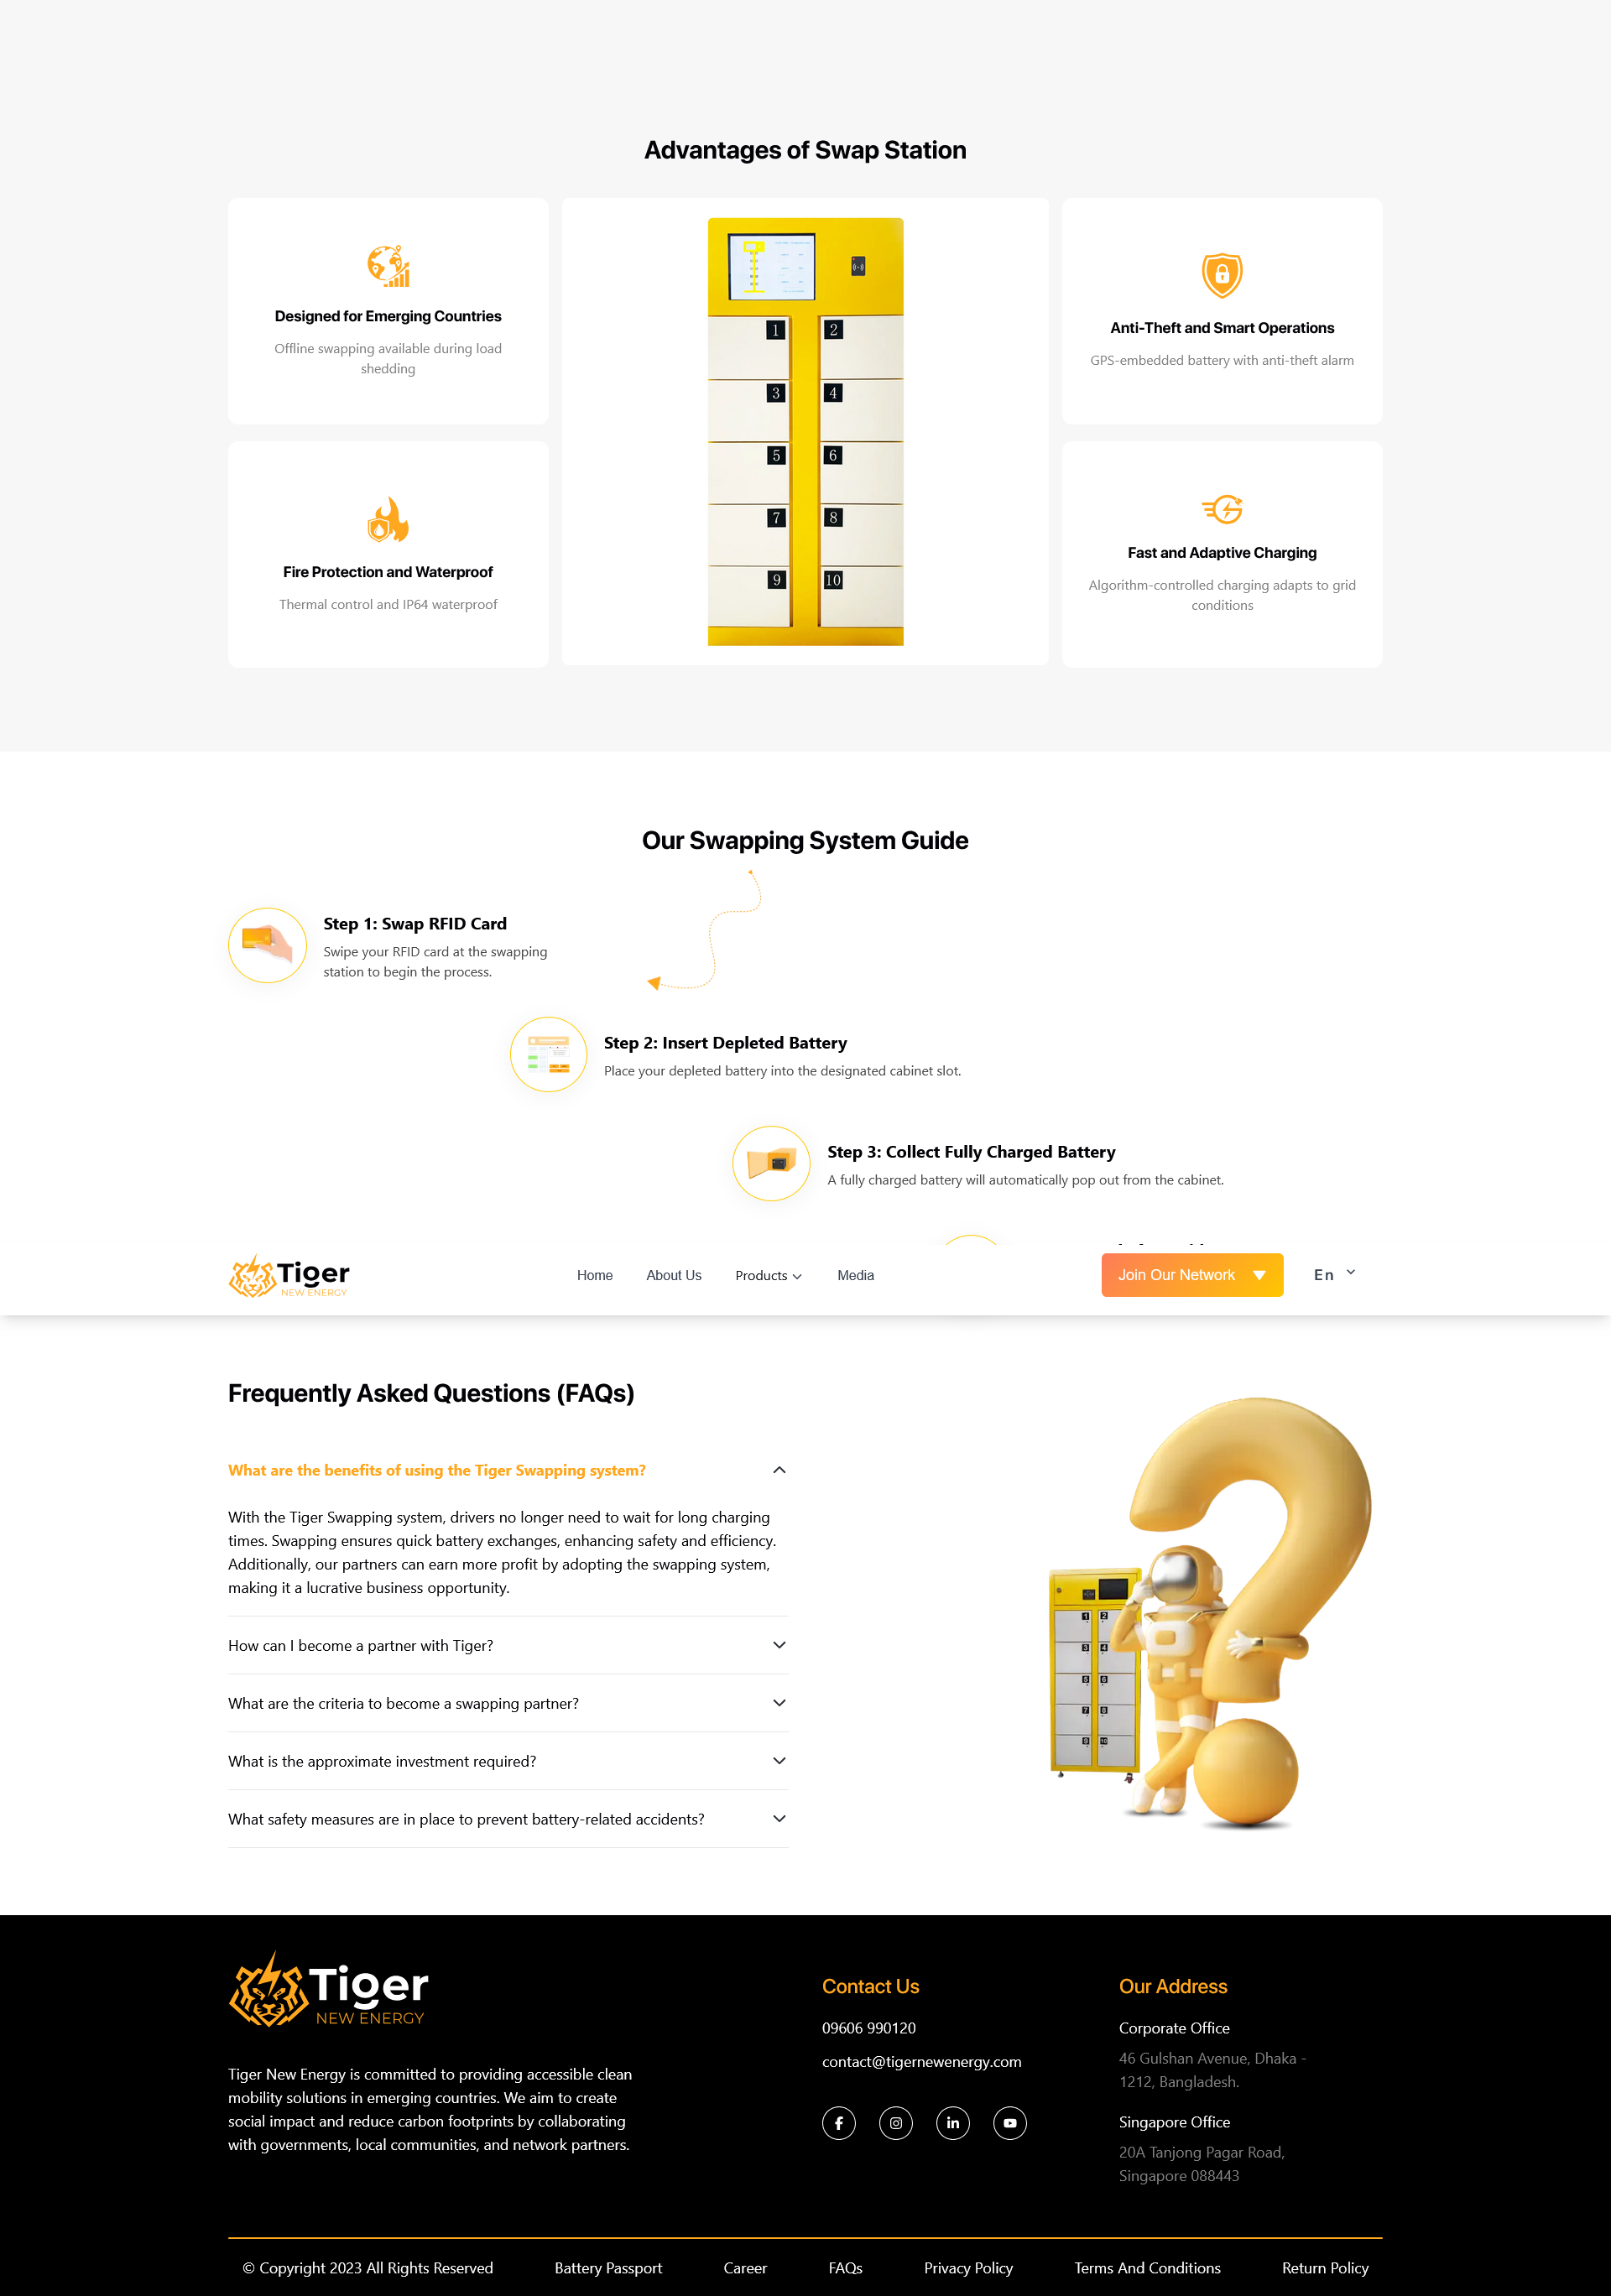 Advantages of Swap Station
Designed for Emerging Countries
Offline swapping available during load
shedding
Fire Protection and Waterproof
Thermal control and IP64 waterproof
1
2
3
4
5
6
7
8
9
10
Anti-Theft and Smart Operations
GPS-embedded battery with anti-theft alarm
Fast and Adaptive Charging
Algorithm-controlled charging adapts to grid
conditions
Our Swapping System Guide
Step 1: Swap RFID Card
Swipe your RFID card at the swapping
station to begin the process.
Step 2: Insert Depleted Battery
Place your depleted battery into the designated cabinet slot.
Step 3: Collect Fully Charged Battery
A fully charged battery will automatically pop out from the cabinet.
Tiger
NEW ENERGY
Home
About Us
Products
Media
Join Our Network
En
Frequently Asked Questions (FAQs)
What are the benefits of using the Tiger Swapping system?
With the Tiger Swapping system, drivers no longer need to wait for long charging
times. Swapping ensures quick battery exchanges, enhancing safety and efficiency.
Additionally, our partners can earn more profit by adopting the swapping system,
making it a lucrative business opportunity.
How can I become a partner with Tiger?
What are the criteria to become a swapping partner?
What is the approximate investment required?
What safety measures are in place to prevent battery-related accidents?
1
2
3
4
5
6
7
8
9
10
Tiger
NEW ENERGY
Tiger New Energy is committed to providing accessible clean
mobility solutions in emerging countries. We aim to create
social impact and reduce carbon footprints by collaborating
with governments, local communities, and network partners.
Contact Us
09606 990120
contact@tigernewenergy.com
Our Address
Corporate Office
46 Gulshan Avenue, Dhaka -
1212, Bangladesh.
Singapore Office
20A Tanjong Pagar Road,
Singapore 088443
© Copyright 2023 All Rights Reserved
Battery Passport
Career
FAQs
Privacy Policy
Terms And Conditions
Return Policy